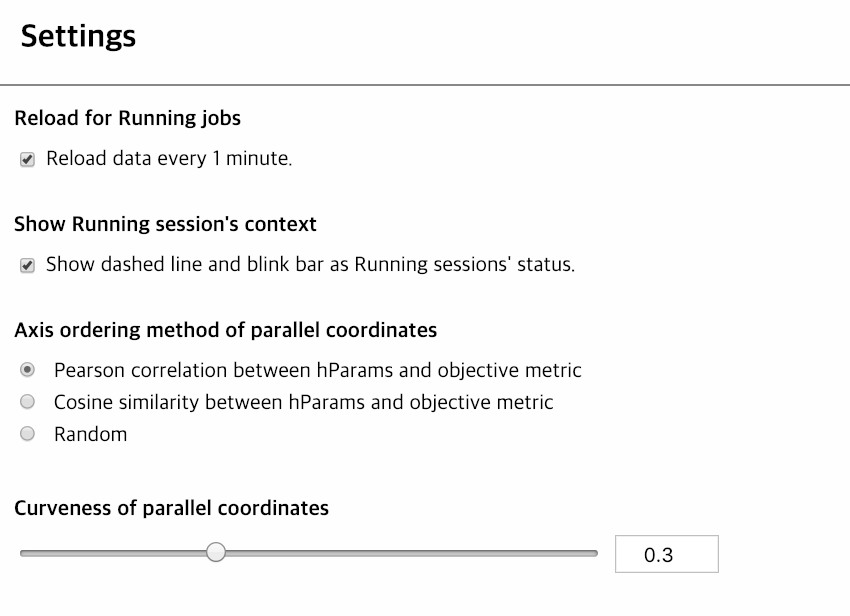 Settings
Reload for Running jobs
Reload data every 1 minute.
Show Running session's context
Show dashed line and blink bar as Running sessions' status.
Axis ordering method of parallel coordinates
Pearson correlation between hParams and objective metric
Cosine similarity between hParams and objective metric
Random
Curveness of parallel coordinates
0.3